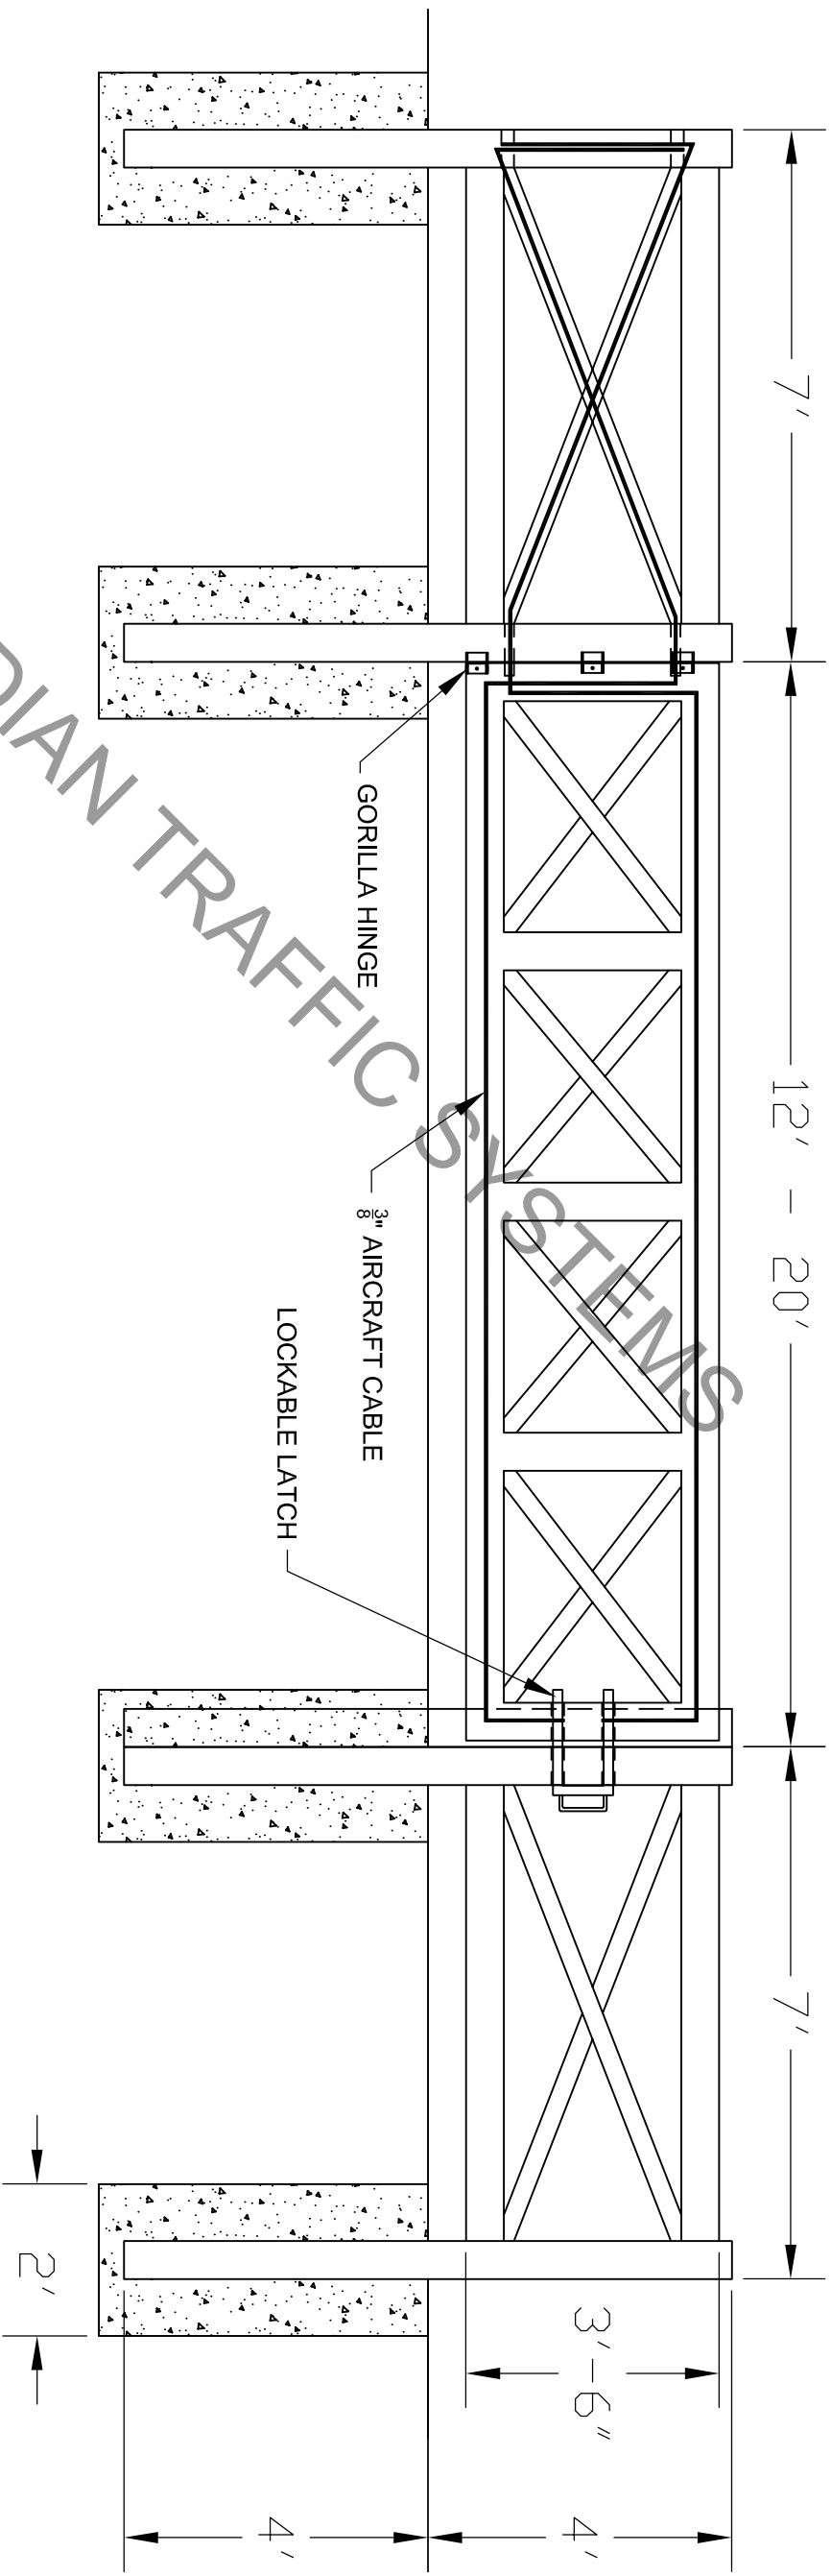 7'
12' - 20'
7'
3'-6"
4'
4'
2'
GORILLA HINGE
3/8" AIRCRAFT CABLE
LOCKABLE LATCH
TRAFFIC SYSTEMS